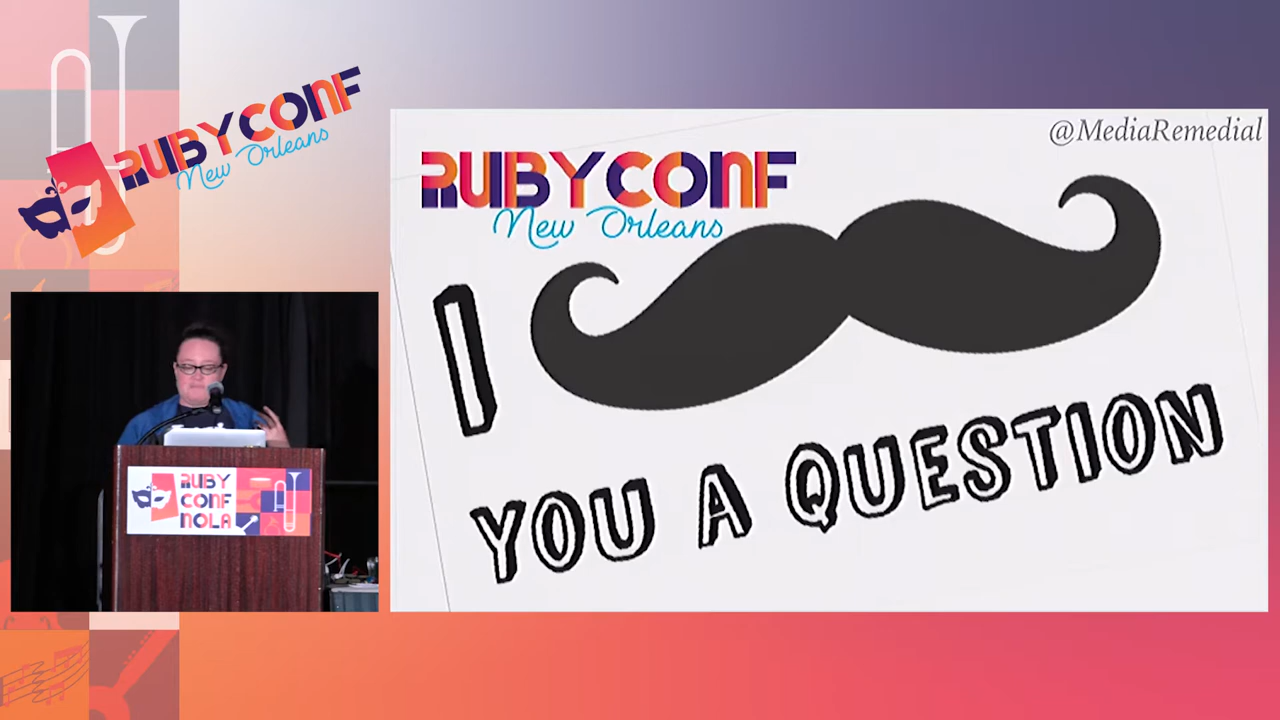 RUBYCONF
New Orleans
@MediaRemedial
RUBYCONF
New Orleans
I
YOU A QUESTION
RUBY
CONF
NOLA